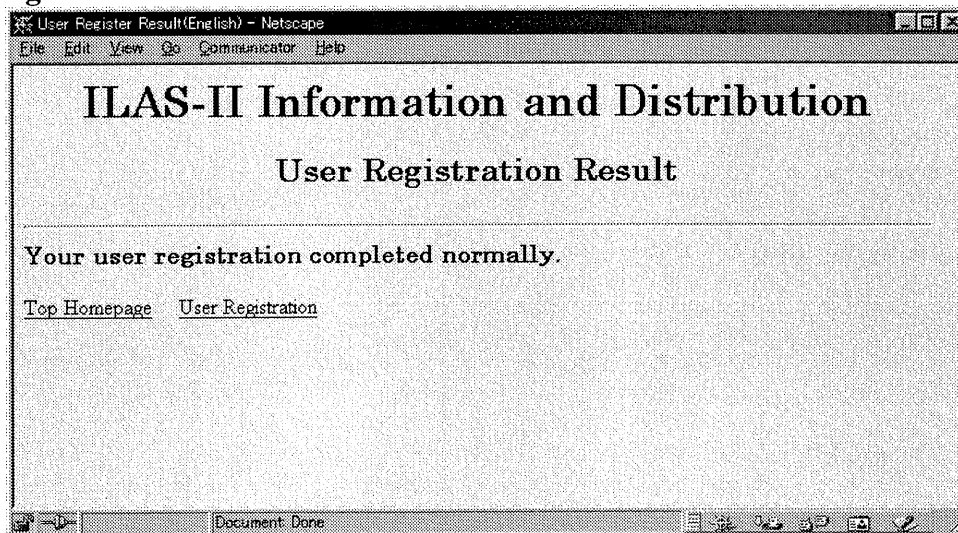 User Register Result(English) - Netscape
File Edit View Go Communicator Help
ILAS-II Information and Distribution
User Registration Result
Your user registration completed normally.
Top Homepage User Registration
Document: Done